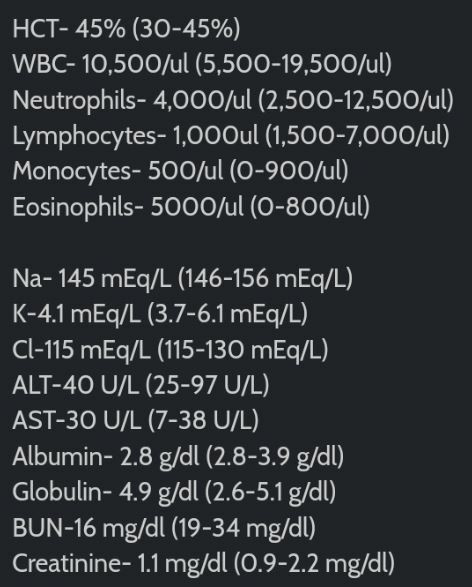 HCT- 45% (30-45%)
WBC- 10,500/ul (5,500-19,500/ul)
Neutrophils- 4,000/ul (2,500-12,500/ul)
Lymphocytes- 1,000ul (1,500-7,000/ul)
Monocytes- 500/ul (0-900/ul)
Eosinophils- 5000/ul (0-800/ul)
Na- 145 mEq/L (146-156 mEq/L)
K-4.1 mEq/L (3.7-6.1 mEq/L)
Cl-115 mEq/L (115-130 mEq/L)
ALT-40 U/L (25-97 U/L)
AST-30 U/L (7-38 U/L)
Albumin- 2.8 g/dl (2.8-3.9 g/dl)
Globulin- 4.9 g/dl (2.6-5.1 g/dl)
BUN-16 mg/dl (19-34 mg/dl)
Creatinine- 1.1 mg/dl (0.9-2.2 mg/dl)